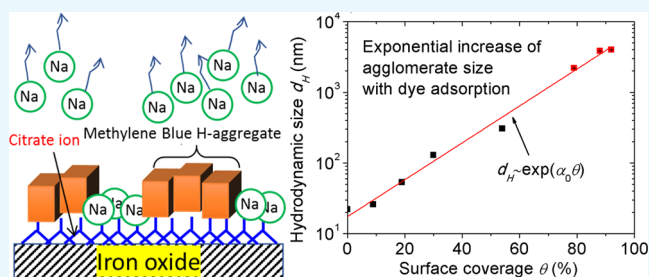 Na
Na
Na
Na
Na
Na
Na
Citrate ion
Methylene Blue H-aggregate
Na
Na
Na
Na
Iron oxide
Hydrodynamic size d_H (nm)
10⁴
10³
10²
10¹
Exponential increase of
agglomerate size
with dye adsorption
d_H~exp(α₀θ)
0 20 40 60 80 100
Surface coverage θ (%)